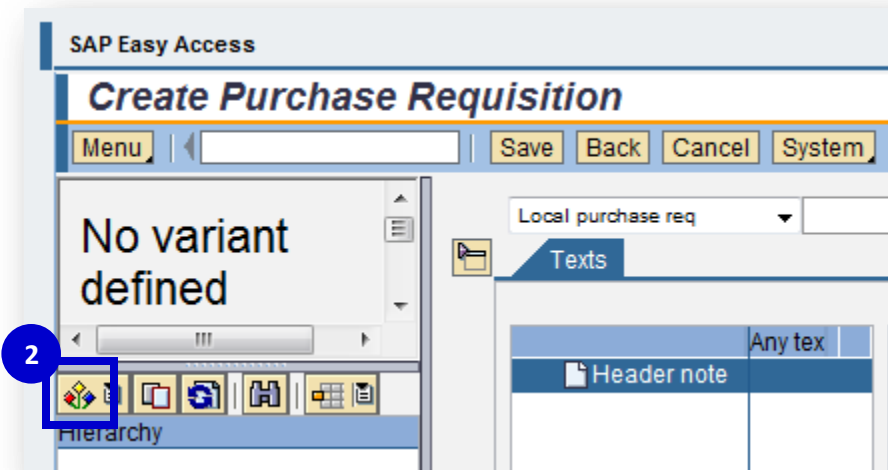 SAP Easy Access
Create Purchase Requisition
Menu
Save Back Cancel System
No variant
defined
Local purchase req
Texts
Any tex
Header note
2
Hierarchy